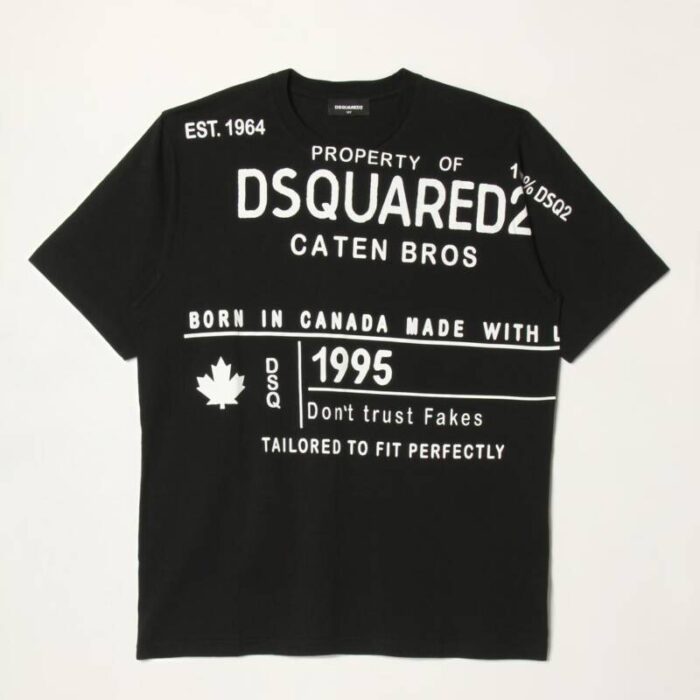 DSQUARED2
EST. 1964
PROPERTY OF
DSQUARED2
% DSQ2
CATEN BROS
BORN IN CANADA MADE WITH
DSQ
1995
Don't trust Fakes
TAILORED TO FIT PERFECTLY